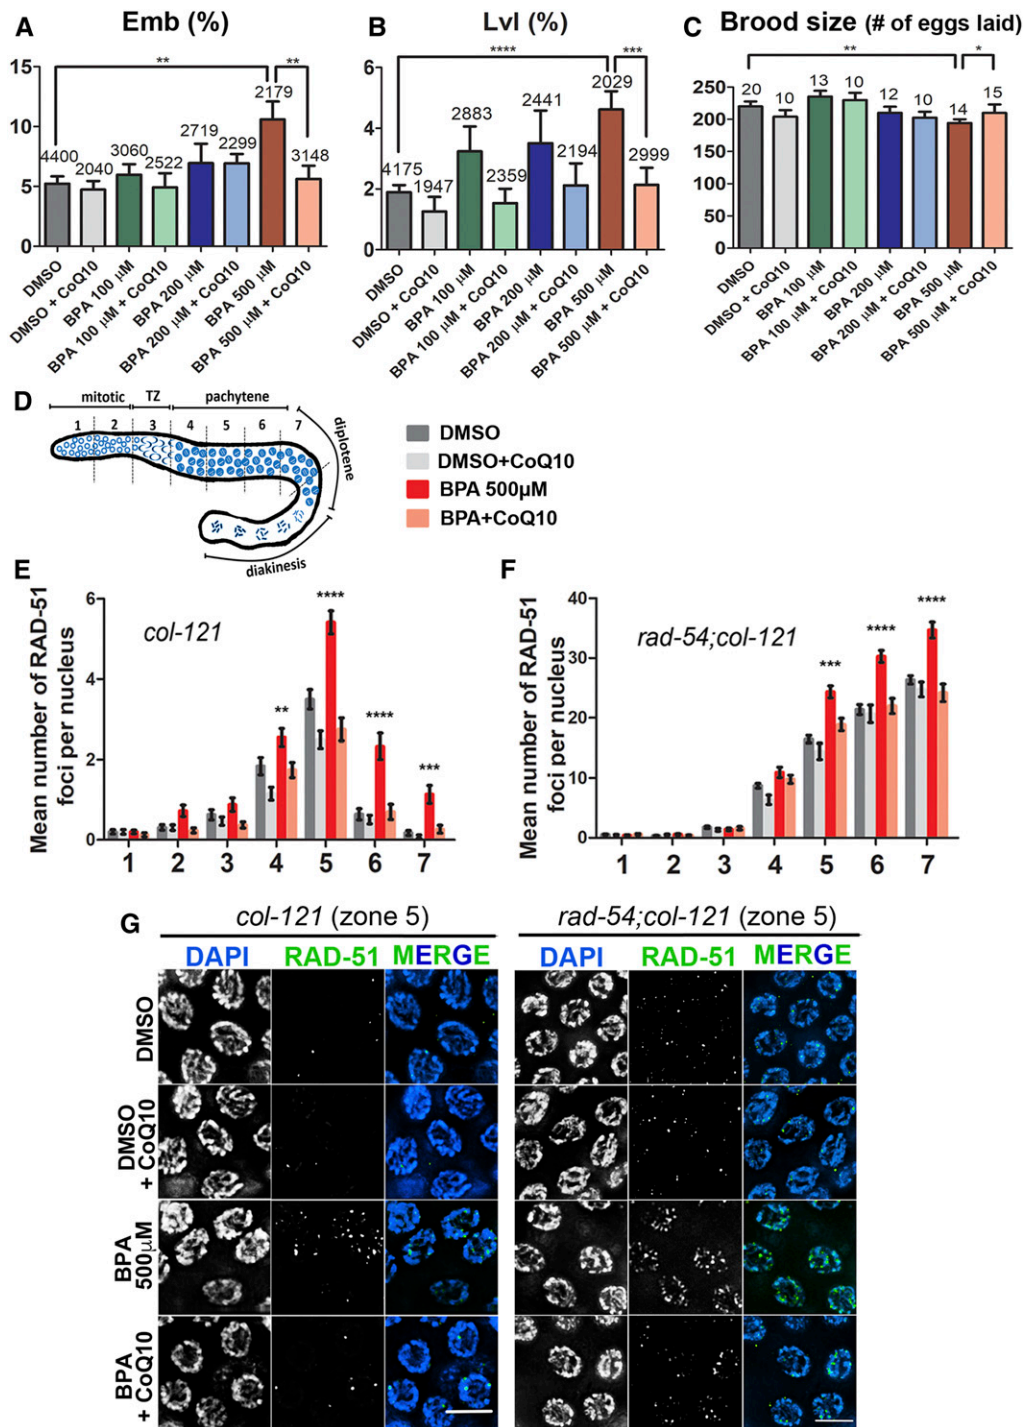 A
Emb (%)
**
**
15
10
5
0
4400
2040
3060
2522
2719
2299
2179
3148
DMSO
DMSO + CoQ10
BPA 100 µM
BPA 100 µM + CoQ10
BPA 200 µM
BPA 200 µM + CoQ10
BPA 500 µM
BPA 500 µM + CoQ10
B
Lvl (%)
****
***
6
4
2
0
4175
1947
2883
2359
2441
2194
2029
2999
DMSO
DMSO + CoQ10
BPA 100 µM
BPA 100 µM + CoQ10
BPA 200 µM
BPA 200 µM + CoQ10
BPA 500 µM
BPA 500 µM + CoQ10
C
Brood size (# of eggs laid)
**
*
250
200
150
100
50
0
20
10
13
10
12
10
14
15
DMSO
DMSO + CoQ10
BPA 100 µM
BPA 100 µM + CoQ10
BPA 200 µM
BPA 200 µM + CoQ10
BPA 500 µM
BPA 500 µM + CoQ10
D
mitotic
TZ
pachytene
1 2 3 4 5 6 7
diplotene
diakinesis
DMSO
DMSO+CoQ10
BPA 500µM
BPA+CoQ10
E
Mean number of RAD-51
foci per nucleus
col-121
6
4
2
0
**
****
****
***
1 2 3 4 5 6 7
F
Mean number of RAD-51
foci per nucleus
rad-54;col-121
40
30
20
10
0
***
****
****
1 2 3 4 5 6 7
G
col-121 (zone 5)
rad-54;col-121 (zone 5)
DAPI RAD-51 MERGE
DAPI RAD-51 MERGE
DMSO
DMSO
+ CoQ10
BPA
500µM
BPA
+ CoQ10